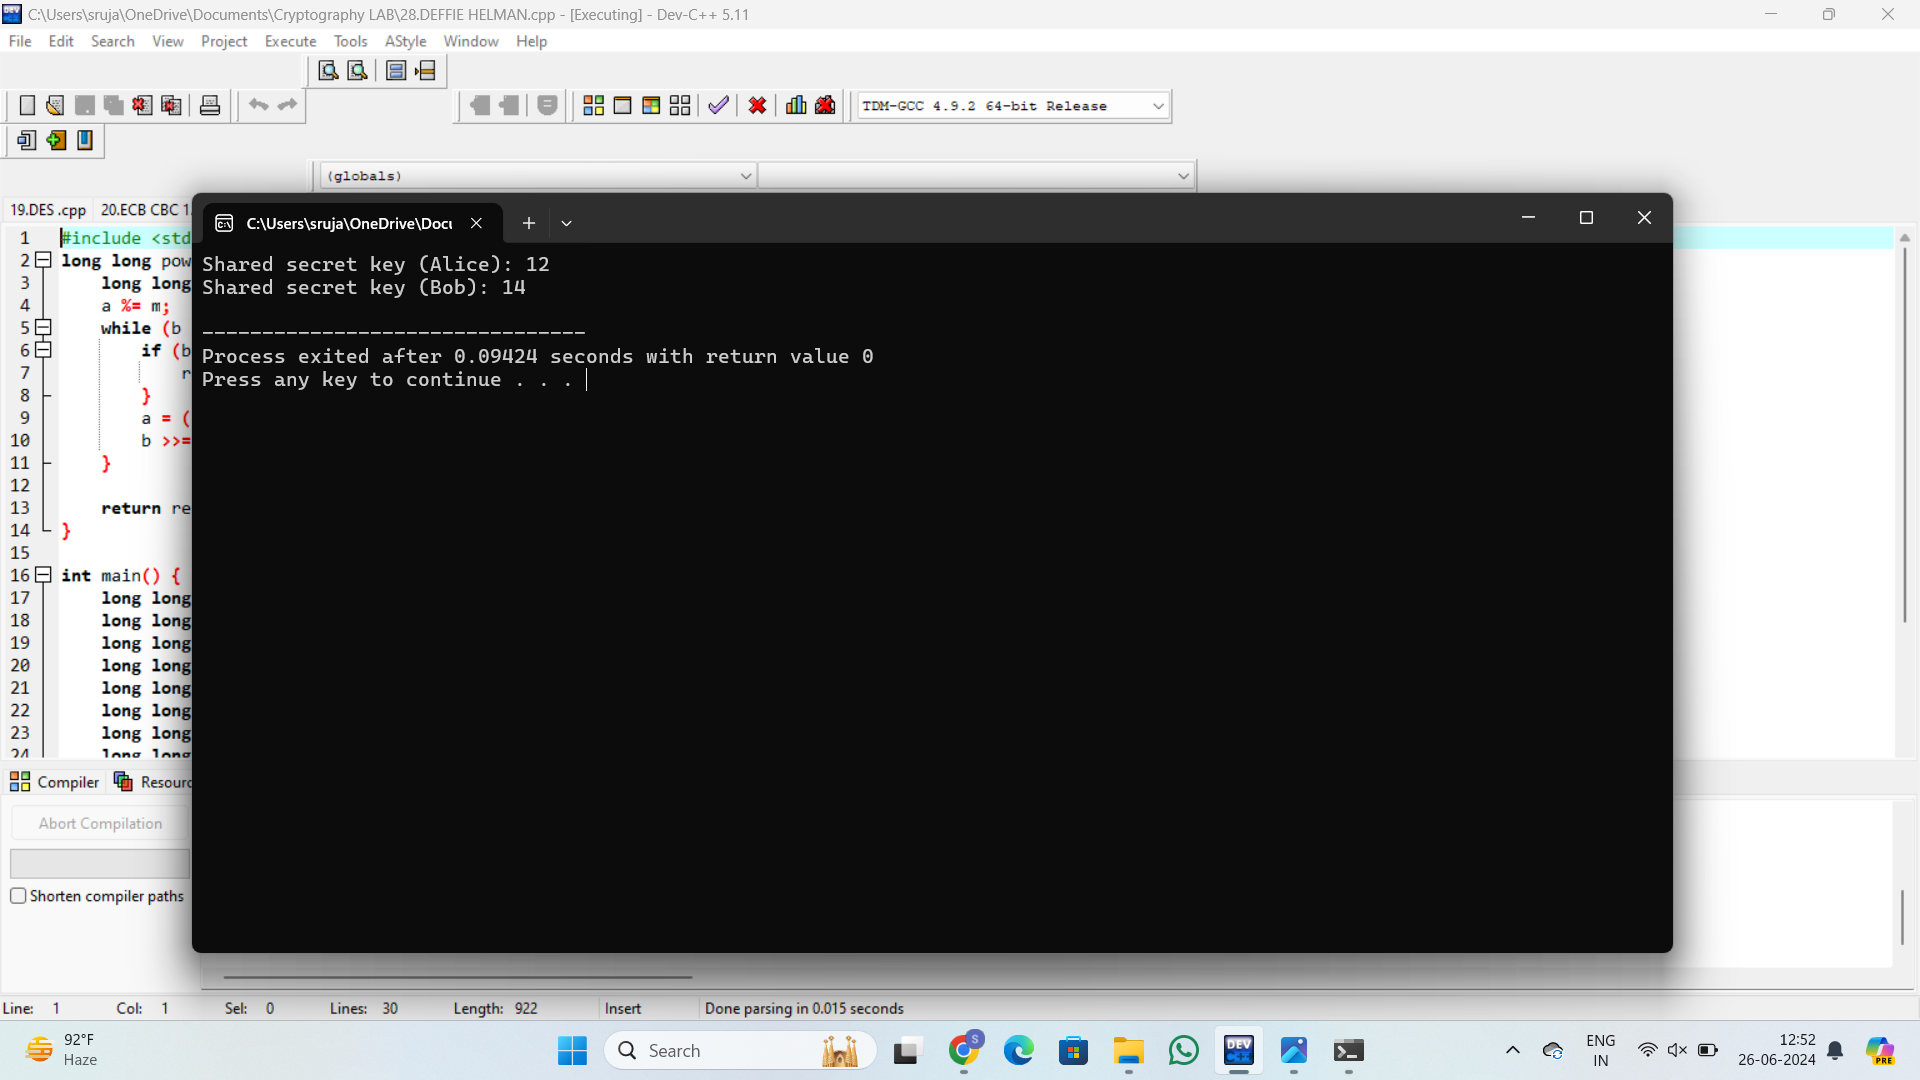 C:\Users\sruja\OneDrive\Documents\Cryptography LAB\28.DEFFIE HELMAN.cpp - [Executing] - Dev-C++ 5.11
File Edit Search View Project Execute Tools AStyle Window Help
TDM-GCC 4.9.2 64-bit Release
(globals)
19.DES .cpp 20.ECB CBC 1
C:\Users\sruja\OneDrive\Docu
1 #include <std
2 long long pow
3 long long
4 a %= m;
5 while (b
6 if (b
7 r
8 }
9 a = (
10 b >>=
11 }
12
13 return re
14 }
15
16 int main() {
17 long long
18 long long
19 long long
20 long long
21 long long
22 long long
23 long long
24 long long
Shared secret key (Alice): 12
Shared secret key (Bob): 14
--------------------------------
Process exited after 0.09424 seconds with return value 0
Press any key to continue . . .
Compiler Resourc
Abort Compilation
Shorten compiler paths
Line: 1 Col: 1 Sel: 0 Lines: 30 Length: 922 Insert Done parsing in 0.015 seconds
92°F
Haze
Search
S
DEV
C++
ENG
IN
12:52
26-06-2024
PRE